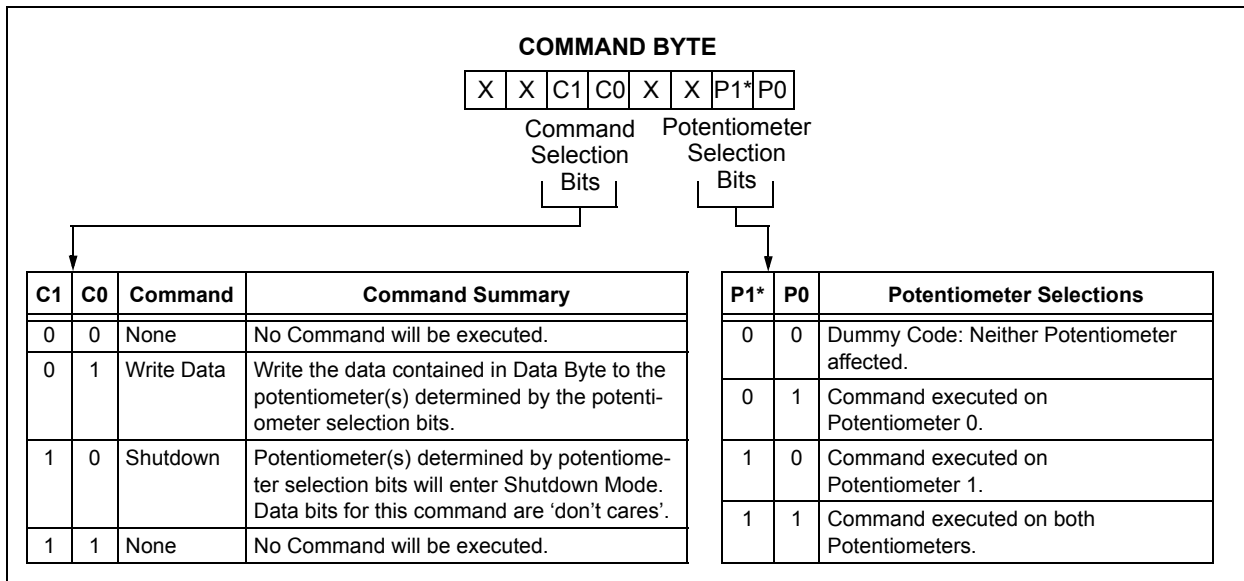 COMMAND BYTE
X X C1 C0 X X P1* P0
Command
Selection
Bits
Potentiometer
Selection
Bits
C1 C0 Command Command Summary
0 0 None No Command will be executed.
0 1 Write Data Write the data contained in Data Byte to the
potentiometer(s) determined by the potenti-
ometer selection bits.
1 0 Shutdown Potentiometer(s) determined by potentiome-
ter selection bits will enter Shutdown Mode.
Data bits for this command are ‘don’t cares’.
1 1 None No Command will be executed.
P1* P0 Potentiometer Selections
0 0 Dummy Code: Neither Potentiometer
affected.
0 1 Command executed on
Potentiometer 0.
1 0 Command executed on
Potentiometer 1.
1 1 Command executed on both
Potentiometers.